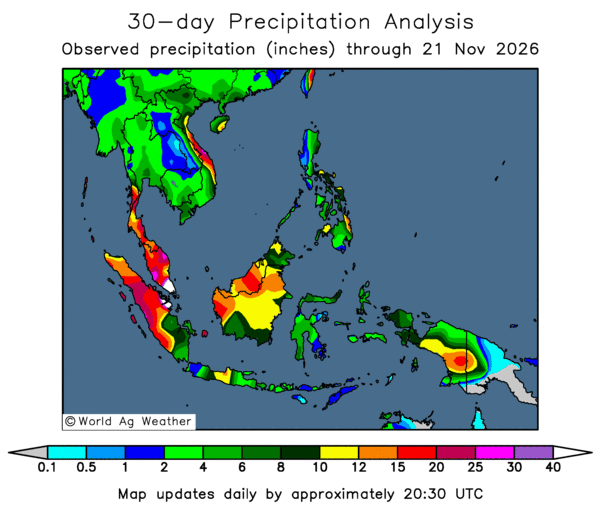 30-day Precipitation Analysis
Observed precipitation (inches) through 21 Nov 2026
©World Ag Weather
0.1 0.5 1 2 4 6 8 10 12 15 20 25 30 40
Map updates daily by approximately 20:30 UTC